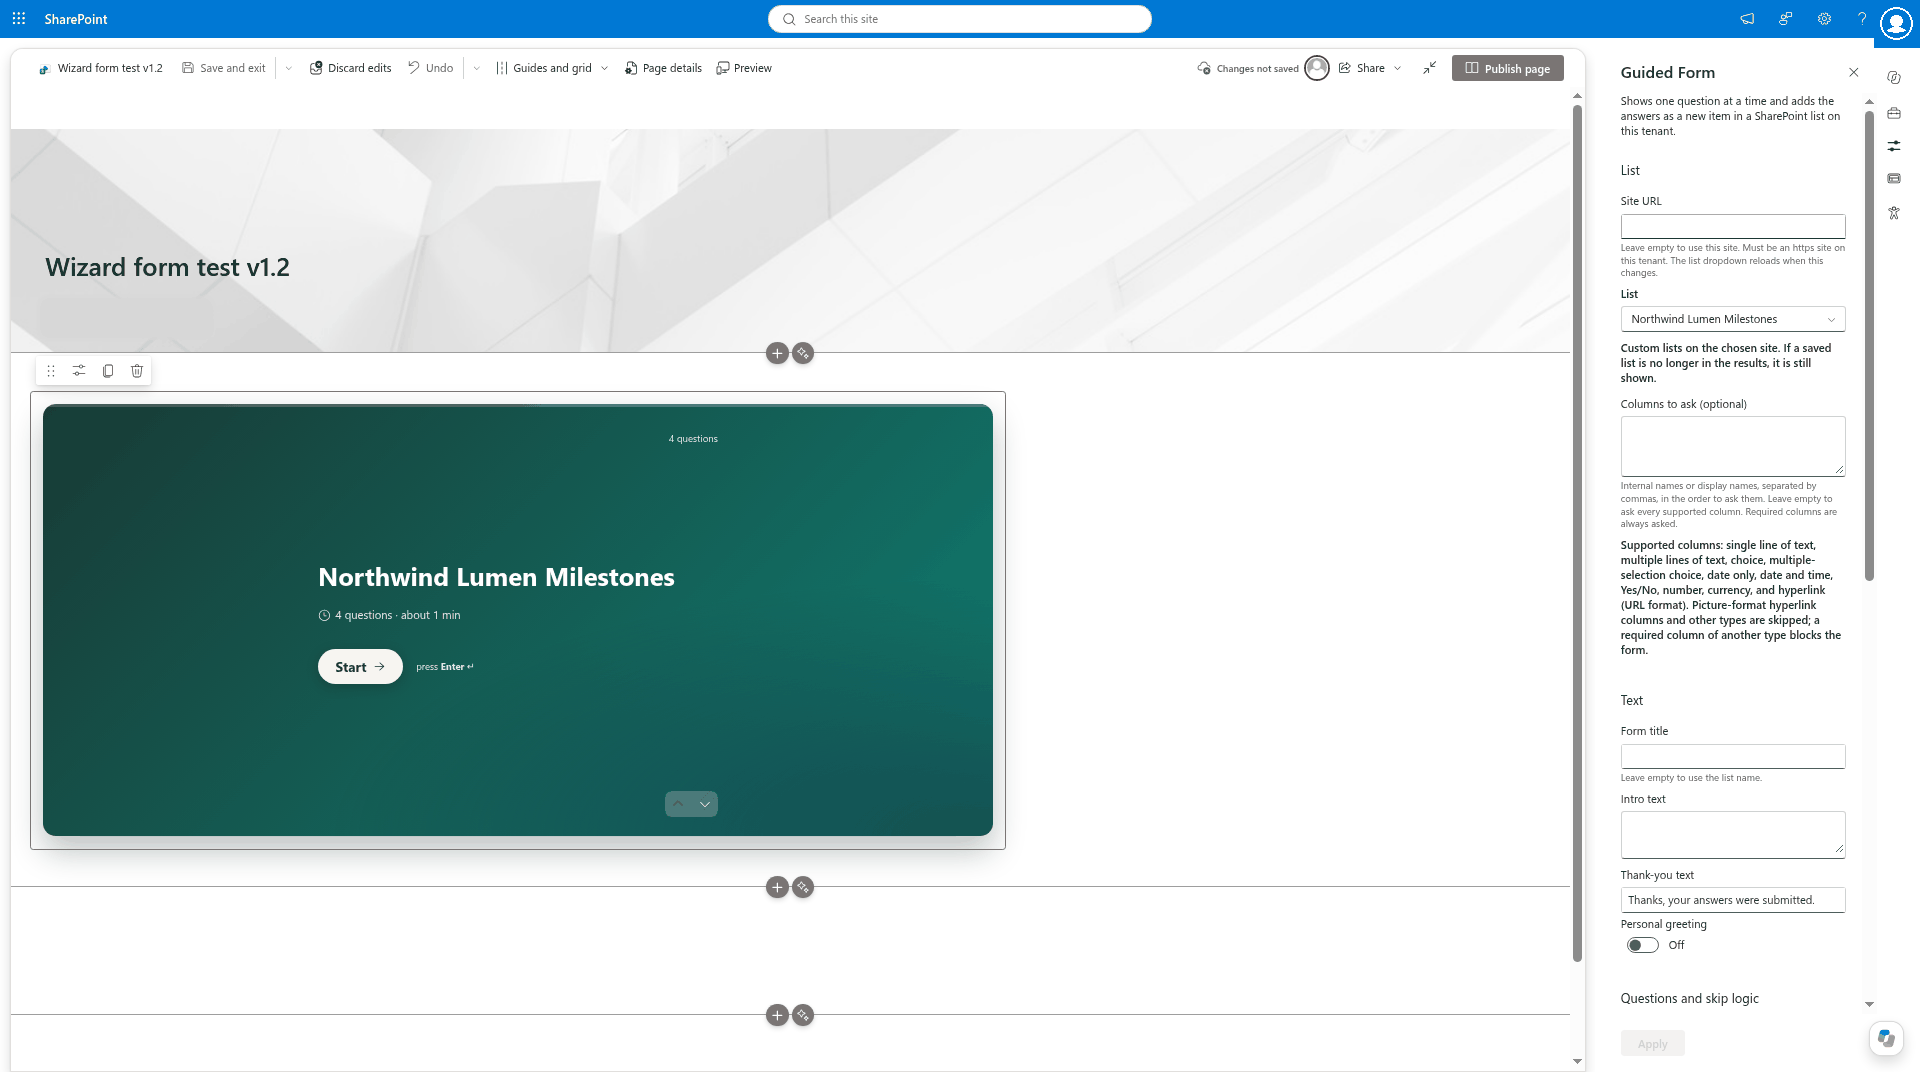 SharePoint
Search this site
?
Wizard form test v1.2
Save and exit
Discard edits
Undo
Guides and grid
Page details
Preview
Changes not saved
Share
Publish page
Wizard form test v1.2
4 questions
Northwind Lumen Milestones
4 questions · about 1 min
Start →
press Enter ↵
Guided Form
Shows one question at a time and adds the
answers as a new item in a SharePoint list on
this tenant.
List
Site URL
Leave empty to use this site. Must be an https site on
this tenant. The list dropdown reloads when this
changes.
List
Northwind Lumen Milestones
Custom lists on the chosen site. If a saved
list is no longer in the results, it is still
shown.
Columns to ask (optional)
Internal names or display names, separated by
commas, in the order to ask them. Leave empty to
ask every supported column. Required columns are
always asked.
Supported columns: single line of text,
multiple lines of text, choice, multiple-
selection choice, date only, date and time,
Yes/No, number, currency, and hyperlink
(URL format). Picture-format hyperlink
columns and other types are skipped; a
required column of another type blocks the
form.
Text
Form title
Leave empty to use the list name.
Intro text
Thank-you text
Thanks, your answers were submitted.
Personal greeting
Off
Questions and skip logic
Apply